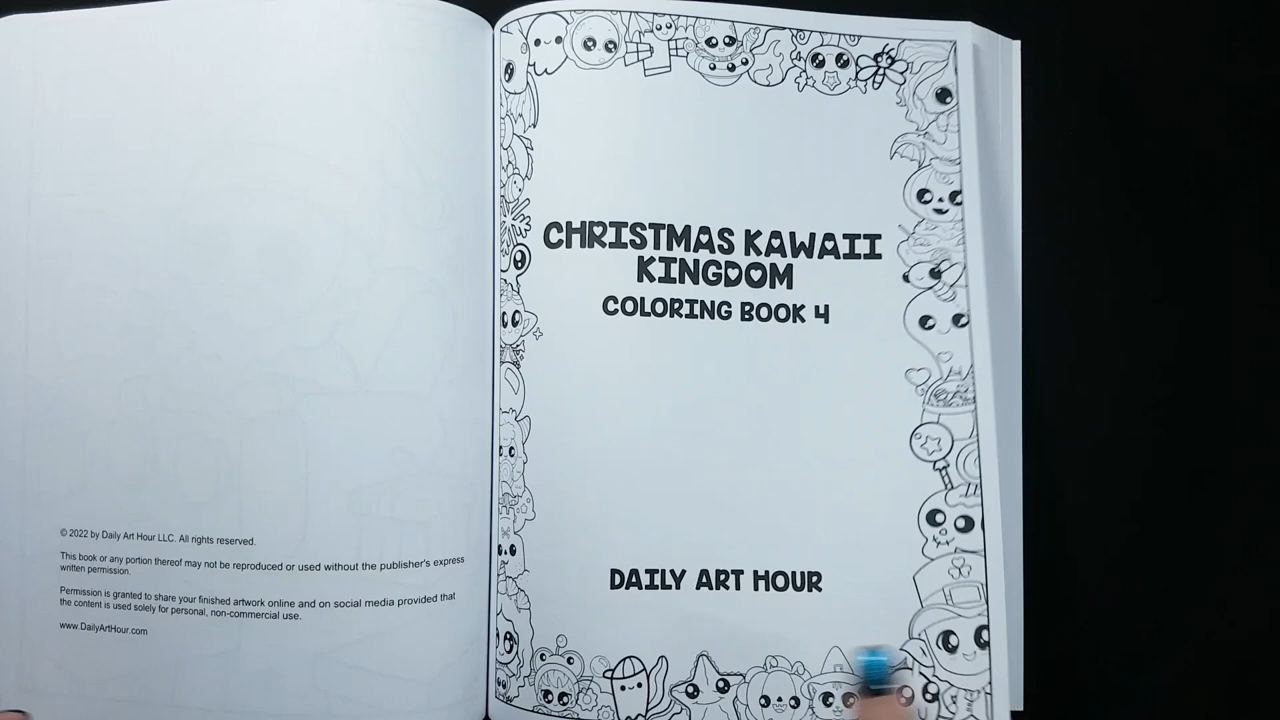 © 2022 by Daily Art Hour LLC. All rights reserved.
This book or any portion thereof may not be reproduced or used without the publisher's express
written permission.
Permission is granted to share your finished artwork online and on social media provided that
the content is used solely for personal, non-commercial use.
www.DailyArtHour.com
CHRISTMAS KAWAII
KINGDOM
COLORING BOOK 4
DAILY ART HOUR